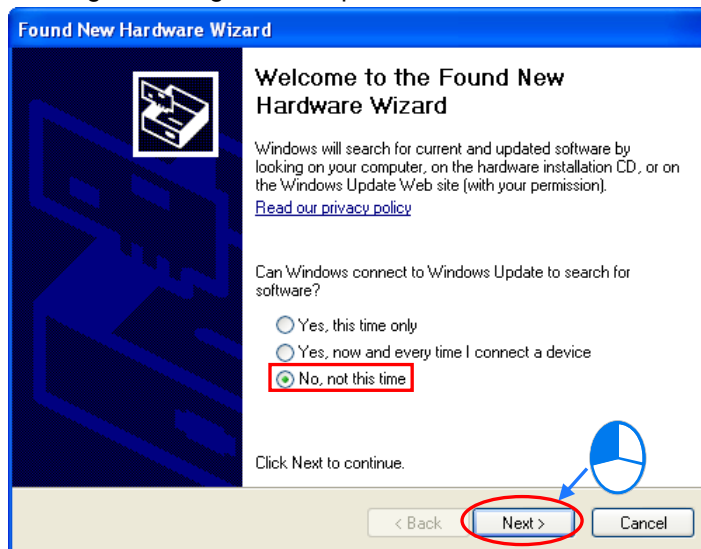 Found New Hardware Wizard
Welcome to the Found New
Hardware Wizard
Windows will search for current and updated software by
looking on your computer, on the hardware installation CD, or on
the Windows Update Web site (with your permission).
Read our privacy policy
Can Windows connect to Windows Update to search for
software?
Yes, this time only
Yes, now and every time I connect a device
No, not this time
Click Next to continue.
< Back
Next >
Cancel